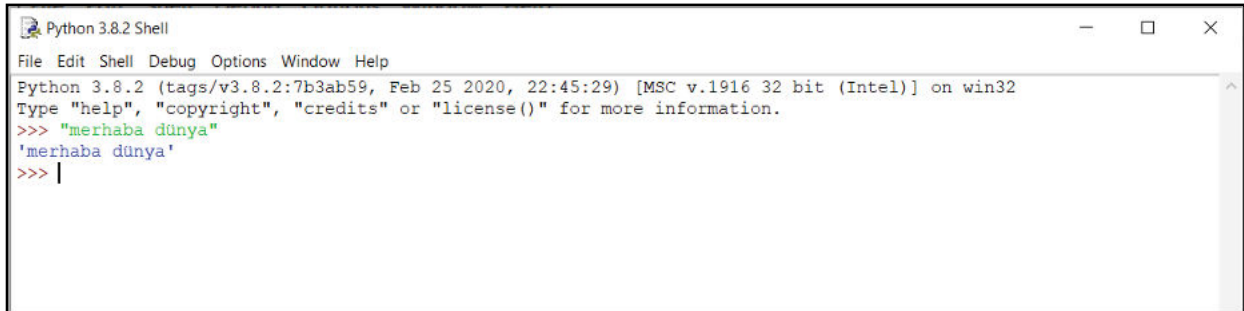 Python 3.8.2 Shell
File Edit Shell Debug Options Window Help
Python 3.8.2 (tags/v3.8.2:7b3ab59, Feb 25 2020, 22:45:29) [MSC v.1916 32 bit (Intel)] on win32
Type "help", "copyright", "credits" or "license()" for more information.
>>> "merhaba dünya"
'merhaba dünya'
>>>